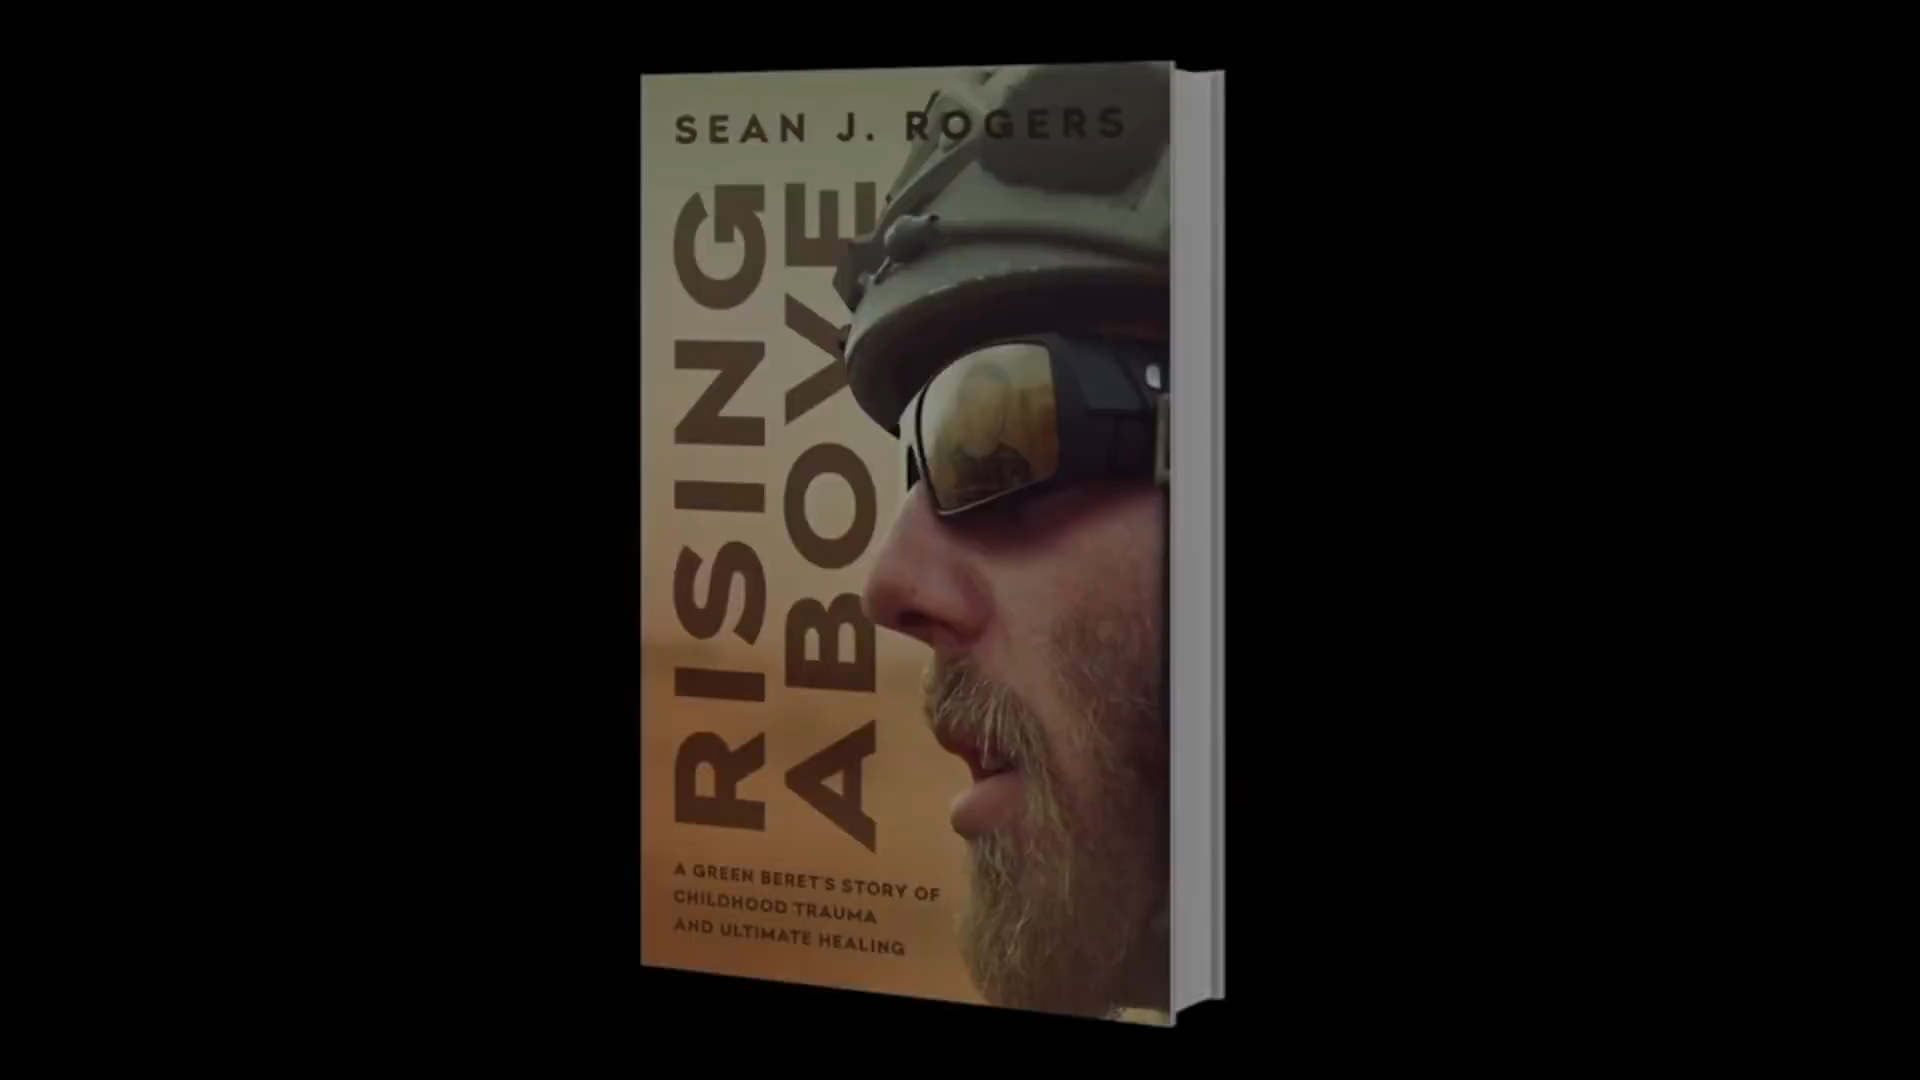 SEAN J. ROGERS
RISING
ABOVE
A GREEN BERET'S STORY OF
CHILDHOOD TRAUMA
AND ULTIMATE HEALING